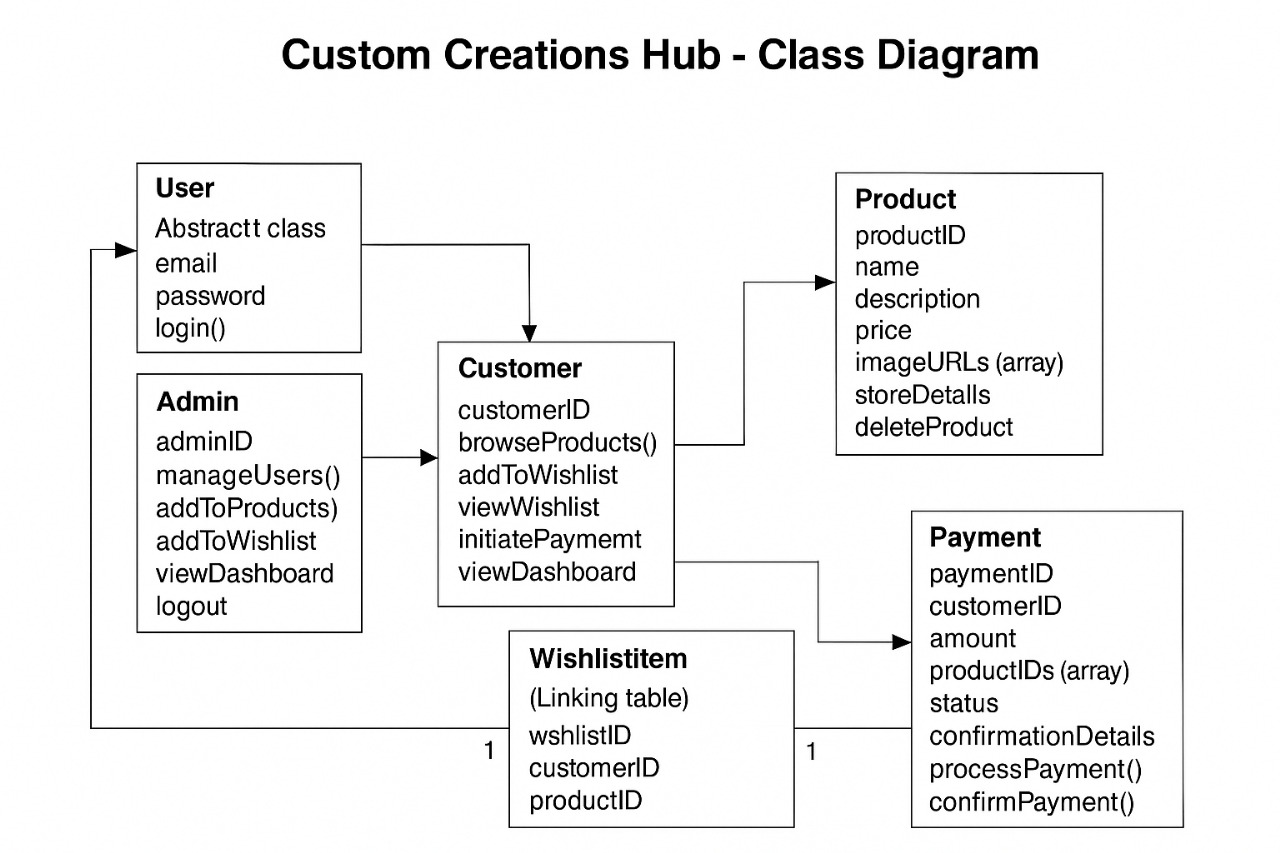 Custom Creations Hub - Class Diagram
User
Abstractt class
email
password
login()
Admin
adminID
manageUsers()
addToProducts)
addToWishlist
viewDashboard
logout
Customer
customerID
browseProducts()
addToWishlist
viewWishlist
initiatePaymemt
viewDashboard
Product
productID
name
description
price
imageURLs (array)
storeDetalls
deleteProduct
Payment
paymentID
customerID
amount
productIDs (array)
status
confirmationDetails
processPayment()
confirmPayment()
Wishlistitem
(Linking table)
wshlistID
customerID
productID
1
1